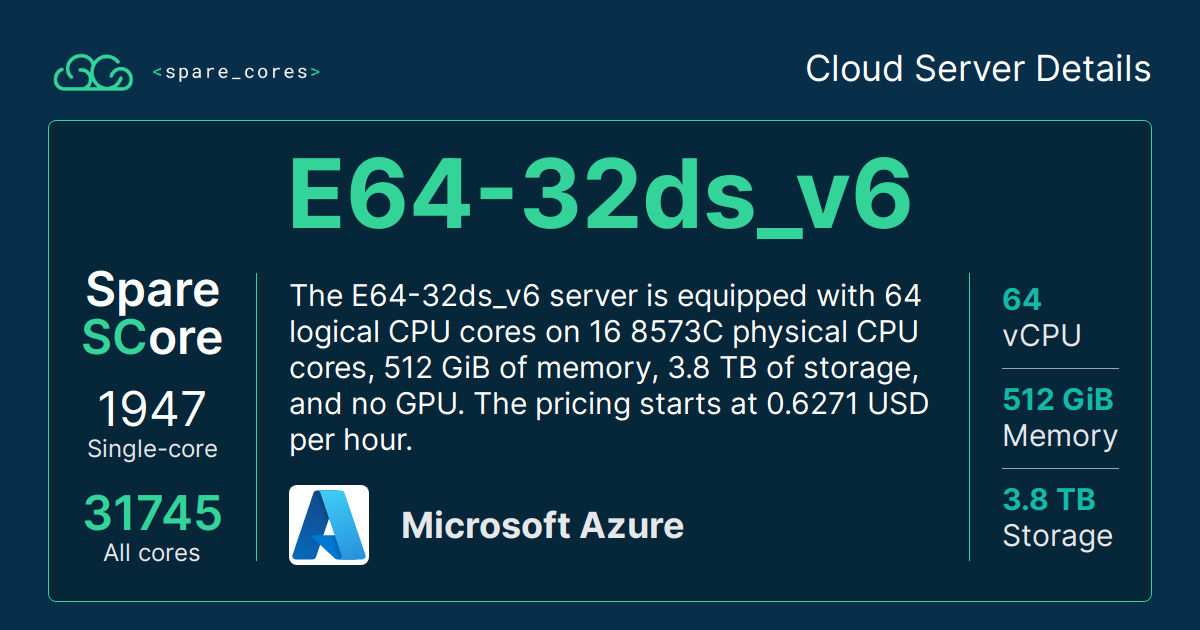 <spare_cores>
Cloud Server Details
E64-32ds_v6
Spare
SCore
1947
Single-core
31745
All cores
The E64-32ds_v6 server is equipped with 64
logical CPU cores on 16 8573C physical CPU
cores, 512 GiB of memory, 3.8 TB of storage,
and no GPU. The pricing starts at 0.6271 USD
per hour.
Microsoft Azure
64
vCPU
512 GiB
Memory
3.8 TB
Storage